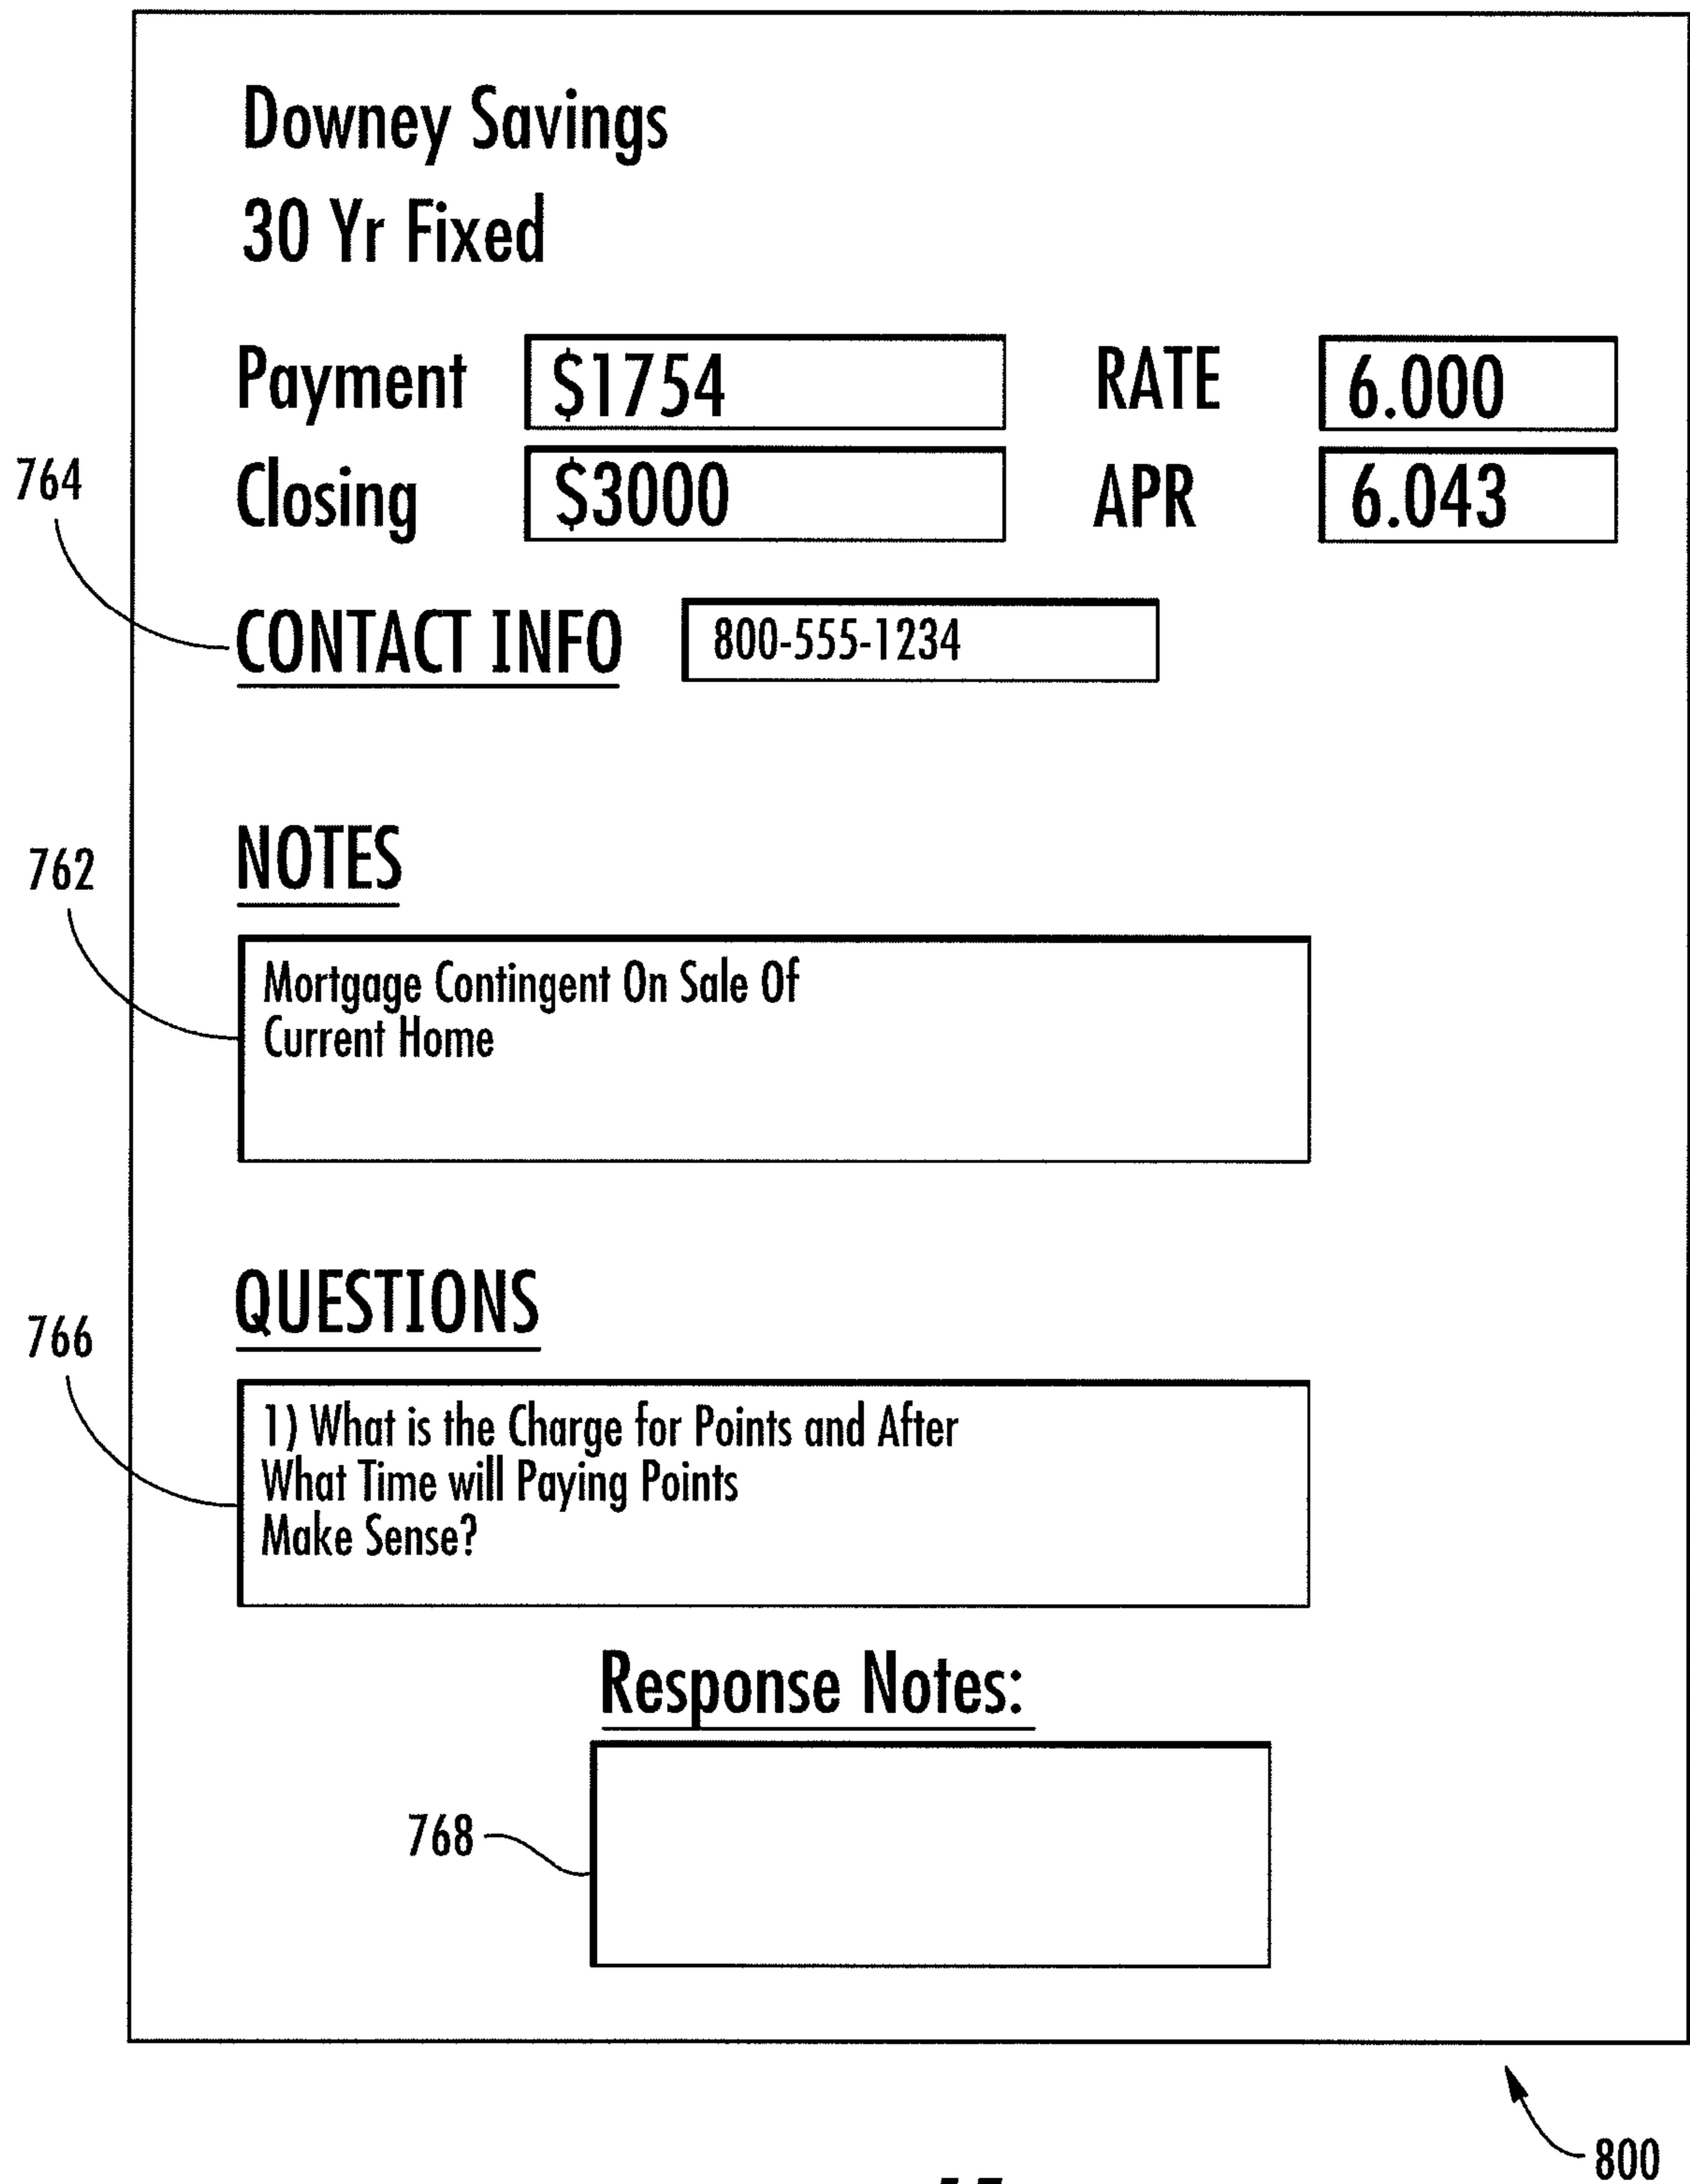 Downey Savings
30 Yr Fixed
Payment $1754 RATE 6.000
764
Closing $3000 APR 6.043
CONTACT INFO 800-555-1234
NOTES
762
Mortgage Contingent On Sale Of
Current Home
QUESTIONS
766
1) What is the Charge for Points and After
What Time will Paying Points
Make Sense?
Response Notes:
768
800